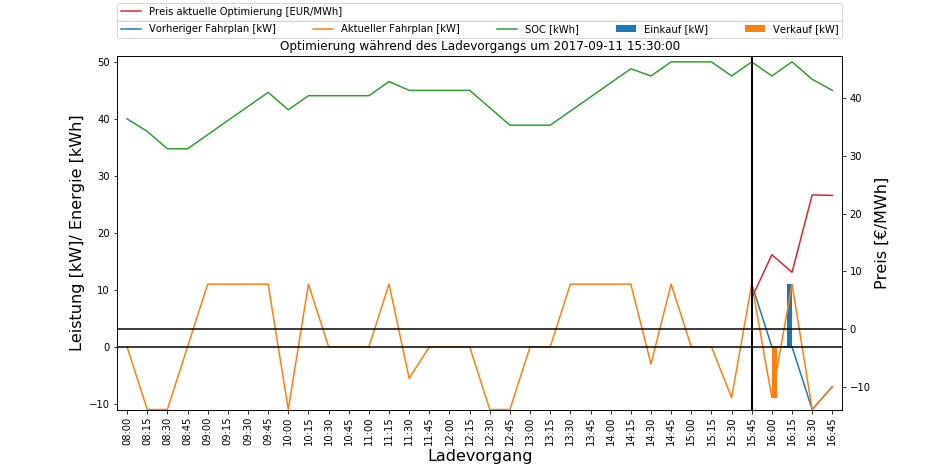 Preis aktuelle Optimierung [EUR/MWh]
Vorheriger Fahrplan [kW] Aktueller Fahrplan [kW] SOC [kWh] Einkauf [kW] Verkauf [kW]
Optimierung während des Ladevorgangs um 2017-09-11 15:30:00
Leistung [kW]/ Energie [kWh]
50
40
30
20
10
0
−10
40
30
20
10
0
−10
Preis [€/MWh]
08:00 08:15 08:30 08:45 09:00 09:15 09:30 09:45 10:00 10:15 10:30 10:45 11:00 11:15 11:30 11:45 12:00 12:15 12:30 12:45 13:00 13:15 13:30 13:45 14:00 14:15 14:30 14:45 15:00 15:15 15:30 15:45 16:00 16:15 16:30 16:45
Ladevorgang